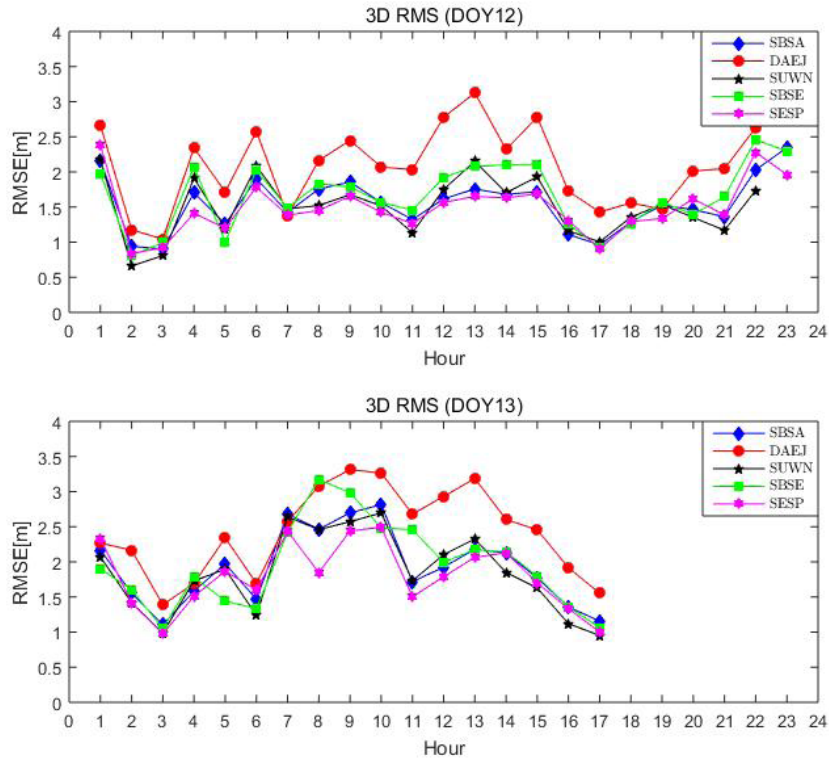 3D RMS (DOY12)
4
3.5
3
2.5
2
1.5
1
0.5
0
RMSE[m]
SBSA
DAEJ
SUWN
SBSE
SESP
0 1 2 3 4 5 6 7 8 9 10 11 12 13 14 15 16 17 18 19 20 21 22 23 24
Hour
3D RMS (DOY13)
4
3.5
3
2.5
2
1.5
1
0.5
0
RMSE[m]
SBSA
DAEJ
SUWN
SBSE
SESP
0 1 2 3 4 5 6 7 8 9 10 11 12 13 14 15 16 17 18 19 20 21 22 23 24
Hour